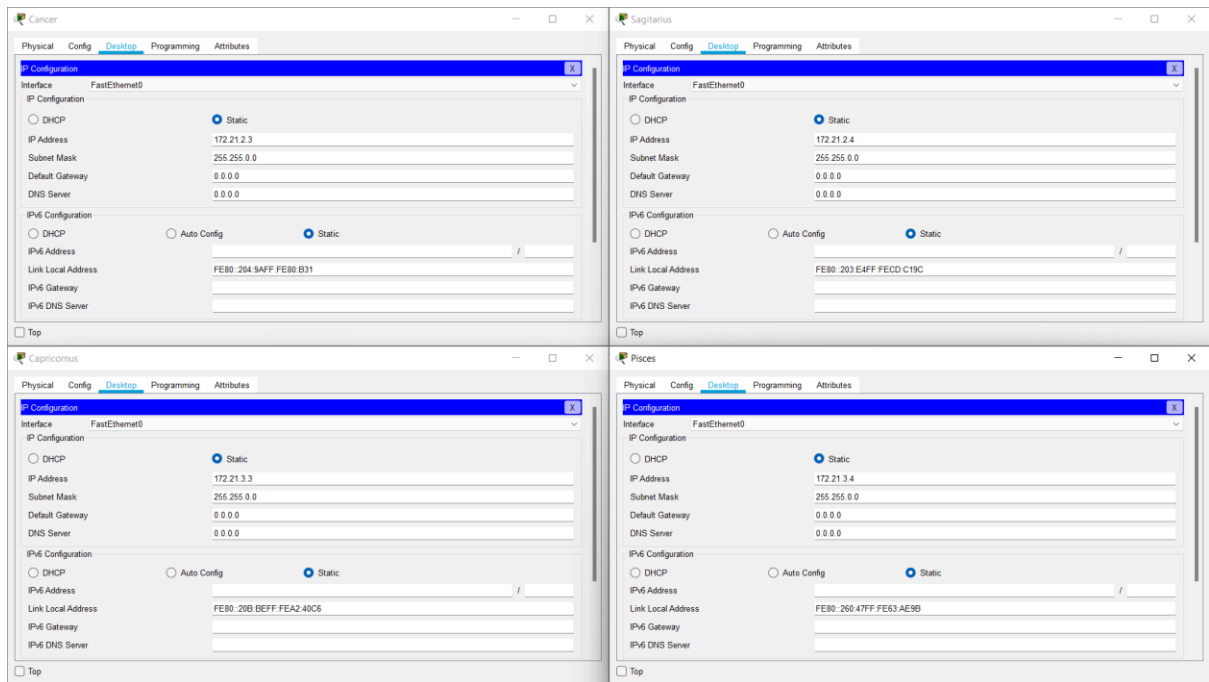 Cancer
Physical Config Desktop Programming Attributes
IP Configuration X
Interface FastEthernet0
IP Configuration
DHCP Static
IP Address 172.21.2.3
Subnet Mask 255.255.0.0
Default Gateway 0.0.0.0
DNS Server 0.0.0.0
IPv6 Configuration
DHCP Auto Config Static
IPv6 Address /
Link Local Address FE80::204:9AFF:FE80:B31
IPv6 Gateway
IPv6 DNS Server
Top
Sagitarius
Physical Config Desktop Programming Attributes
IP Configuration X
Interface FastEthernet0
IP Configuration
DHCP Static
IP Address 172.21.2.4
Subnet Mask 255.255.0.0
Default Gateway 0.0.0.0
DNS Server 0.0.0.0
IPv6 Configuration
DHCP Auto Config Static
IPv6 Address /
Link Local Address FE80::203:E4FF:FECD:C19C
IPv6 Gateway
IPv6 DNS Server
Top
Capricornus
Physical Config Desktop Programming Attributes
IP Configuration X
Interface FastEthernet0
IP Configuration
DHCP Static
IP Address 172.21.3.3
Subnet Mask 255.255.0.0
Default Gateway 0.0.0.0
DNS Server 0.0.0.0
IPv6 Configuration
DHCP Auto Config Static
IPv6 Address /
Link Local Address FE80::20B:BEFF:FEA2:40C6
IPv6 Gateway
IPv6 DNS Server
Top
Pisces
Physical Config Desktop Programming Attributes
IP Configuration X
Interface FastEthernet0
IP Configuration
DHCP Static
IP Address 172.21.3.4
Subnet Mask 255.255.0.0
Default Gateway 0.0.0.0
DNS Server 0.0.0.0
IPv6 Configuration
DHCP Auto Config Static
IPv6 Address /
Link Local Address FE80::260:47FF:FE63:AE9B
IPv6 Gateway
IPv6 DNS Server
Top